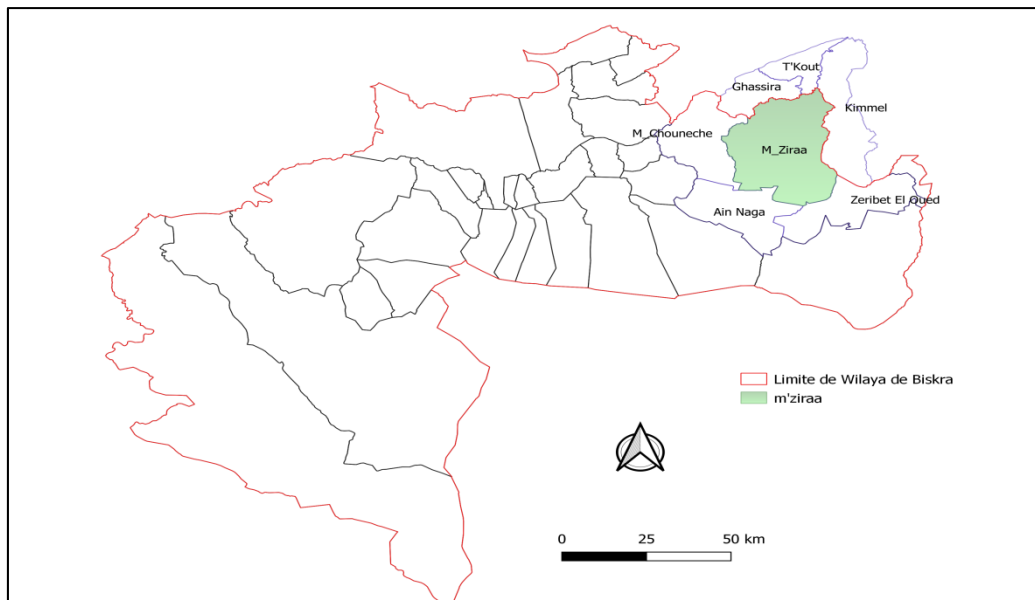 T'Kout
Ghassira
Kimmel
M_Chouneche
M_Ziraa
Zeribet El Oued
Ain Naga
Limite de Wilaya de Biskra
m'ziraa
0 25 50 km